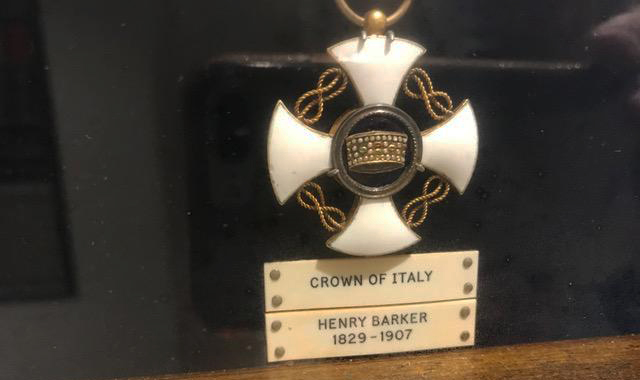 CROWN OF ITALY
HENRY BARKER
1829-1907